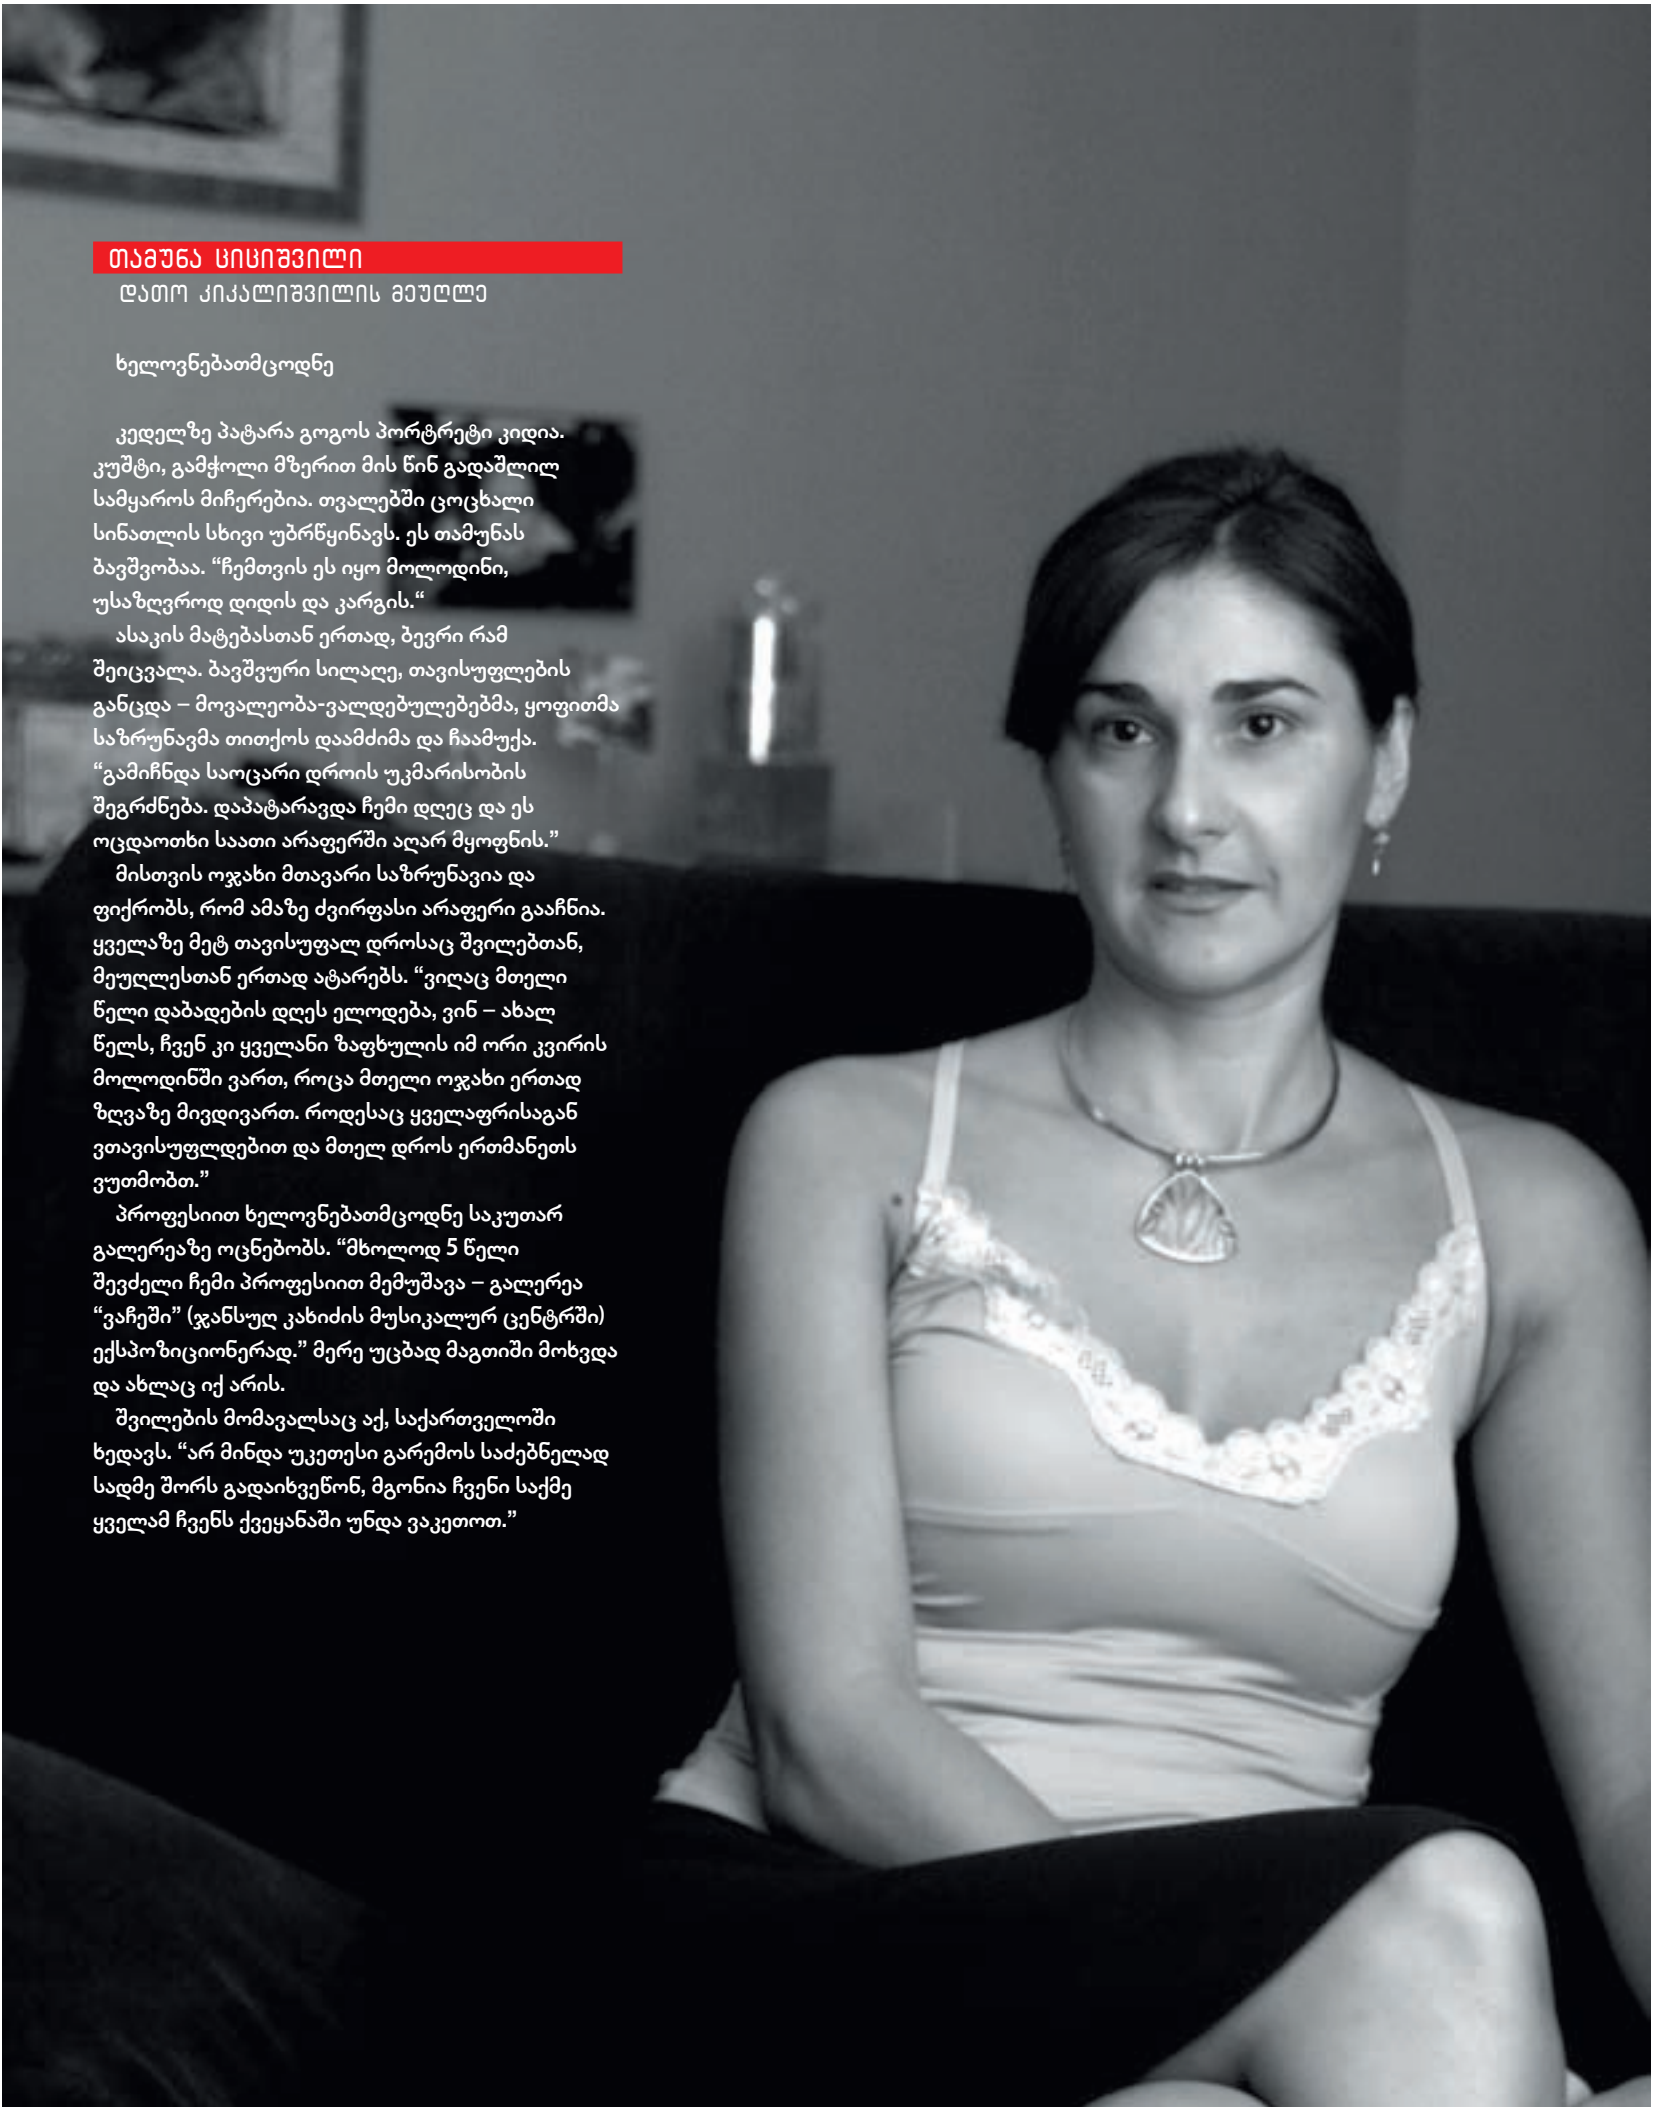 თამუნა ციციშვილი
დათო კიკალიშვილის მეუღლე
ხელოვნებათმცოდნე
კედელზე პატარა გოგოს პორტრეტი კიდია.
კუშტი, გამჭოლი მზერით მის წინ გადაშლილ
სამყაროს მიჩერებია. თვალებში ცოცხალი
სინათლის სხივი უბრწყინავს. ეს თამუნას
ბავშვობაა. “ჩემთვის ეს იყო მოლოდინი,
უსაზღვროდ დიდის და კარგის.“
ასაკის მატებასთან ერთად, ბევრი რამ
შეიცვალა. ბავშვური სილაღე, თავისუფლების
განცდა – მოვალეობა-ვალდებულებებმა, ყოფითმა
საზრუნავმა თითქოს დაამძიმა და ჩაამუქა.
“გამიჩნდა საოცარი დროის უკმარისობის
შეგრძნება. დაპატარავდა ჩემი დღეც და ეს
ოცდაოთხი საათი არაფერში აღარ მყოფნის.”
მისთვის ოჯახი მთავარი საზრუნავია და
ფიქრობს, რომ ამაზე ძვირფასი არაფერი გააჩნია.
ყველაზე მეტ თავისუფალ დროსაც შვილებთან,
მეუღლესთან ერთად ატარებს. “ვიღაც მთელი
წელი დაბადების დღეს ელოდება, ვინ – ახალ
წელს, ჩვენ კი ყველანი ზაფხულის იმ ორი კვირის
მოლოდინში ვართ, როცა მთელი ოჯახი ერთად
ზღვაზე მივდივართ. როდესაც ყველაფრისაგან
ვთავისუფლდებით და მთელ დროს ერთმანეთს
ვუთმობთ.”
პროფესიით ხელოვნებათმცოდნე საკუთარ
გალერეაზე ოცნებობს. “მხოლოდ 5 წელი
შევძელი ჩემი პროფესიით მემუშავა – გალერეა
“ვაჩეში” (ჯანსუღ კახიძის მუსიკალურ ცენტრში)
ექსპოზიციონერად.” მერე უცბად მაგთიში მოხვდა
და ახლაც იქ არის.
შვილების მომავალსაც აქ, საქართველოში
ხედავს. “არ მინდა უკეთესი გარემოს საძებნელად
სადმე შორს გადაიხვეწონ, მგონია ჩვენი საქმე
ყველამ ჩვენს ქვეყანაში უნდა ვაკეთოთ.”